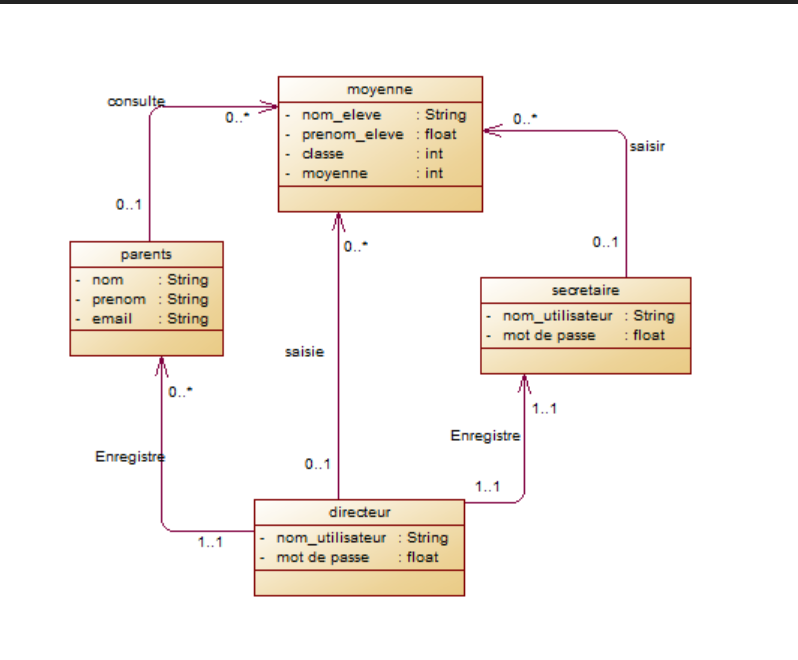 moyenne
- nom_eleve : String
- prenom_eleve : float
- classe : int
- moyenne : int
consulte
0..*
0..1
0..*
saisir
0..1
parents
- nom : String
- prenom : String
- email : String
0..*
secretaire
- nom_utilisateur : String
- mot de passe : float
saisie
0..*
Enregistre
1..1
0..1
Enregistre
1..1
1..1
directeur
- nom_utilisateur : String
- mot de passe : float